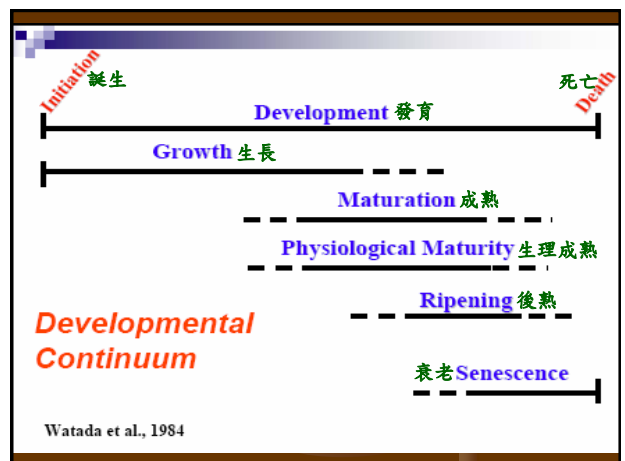 Initiation 誕生
死亡 Death
Development 發育
Growth 生長
Maturation 成熟
Physiological Maturity 生理成熟
Ripening 後熟
Developmental
Continuum
衰老 Senescence
Watada et al., 1984